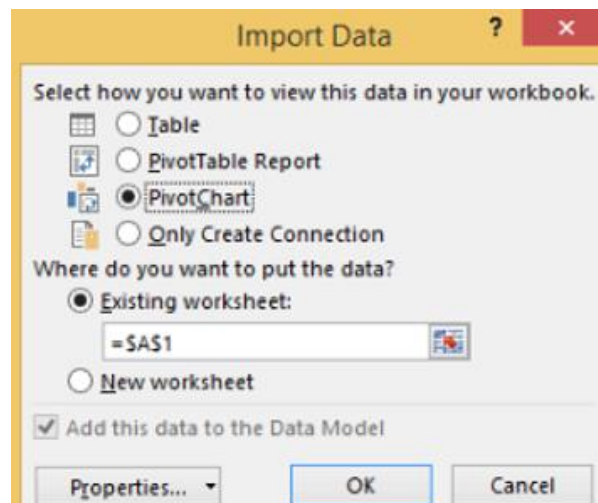 Import Data
?
×
Select how you want to view this data in your workbook.
Table
PivotTable Report
PivotChart
Only Create Connection
Where do you want to put the data?
Existing worksheet:
=$A$1
New worksheet
Add this data to the Data Model
Properties... OK Cancel